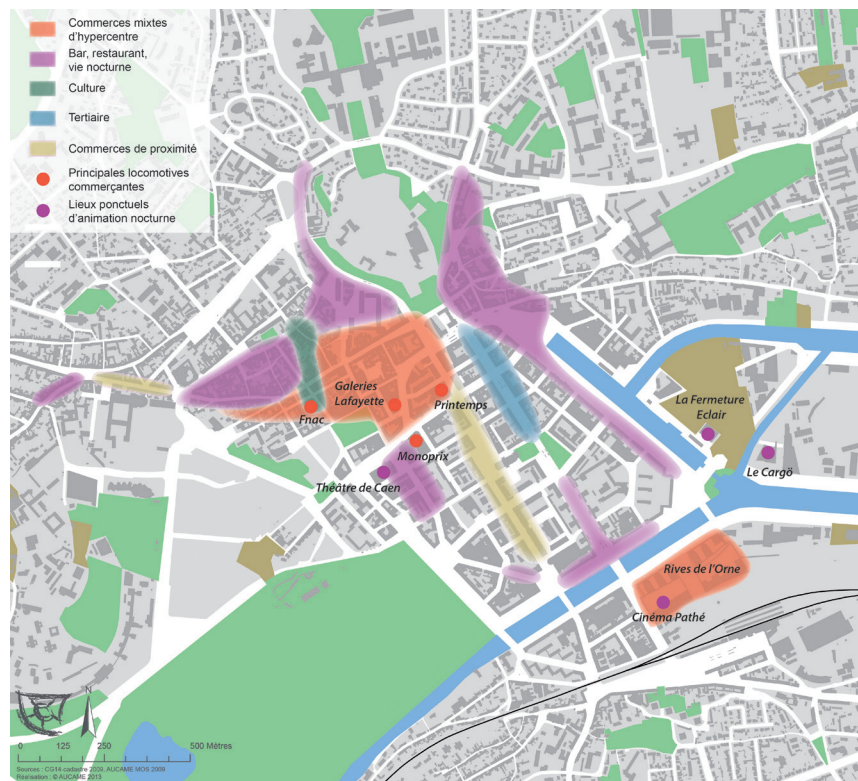 Commerces mixtes
d'hypercentre
Bar, restaurant,
vie nocturne
Culture
Tertiaire
Commerces de proximité
Principales locomotives
commerçantes
Lieux ponctuels
d'animation nocturne
Galeries
Lafayette
Printemps
Fnac
Monoprix
Théâtre de Caen
La Fermeture
Eclair
Le Cargö
Rives de l'Orne
Cinéma Pathé
N
0 125 250 500 Mètres
Sources : CG14 cadastre 2009, AUCAME MOS 2009
Réalisation : © AUCAME 2013